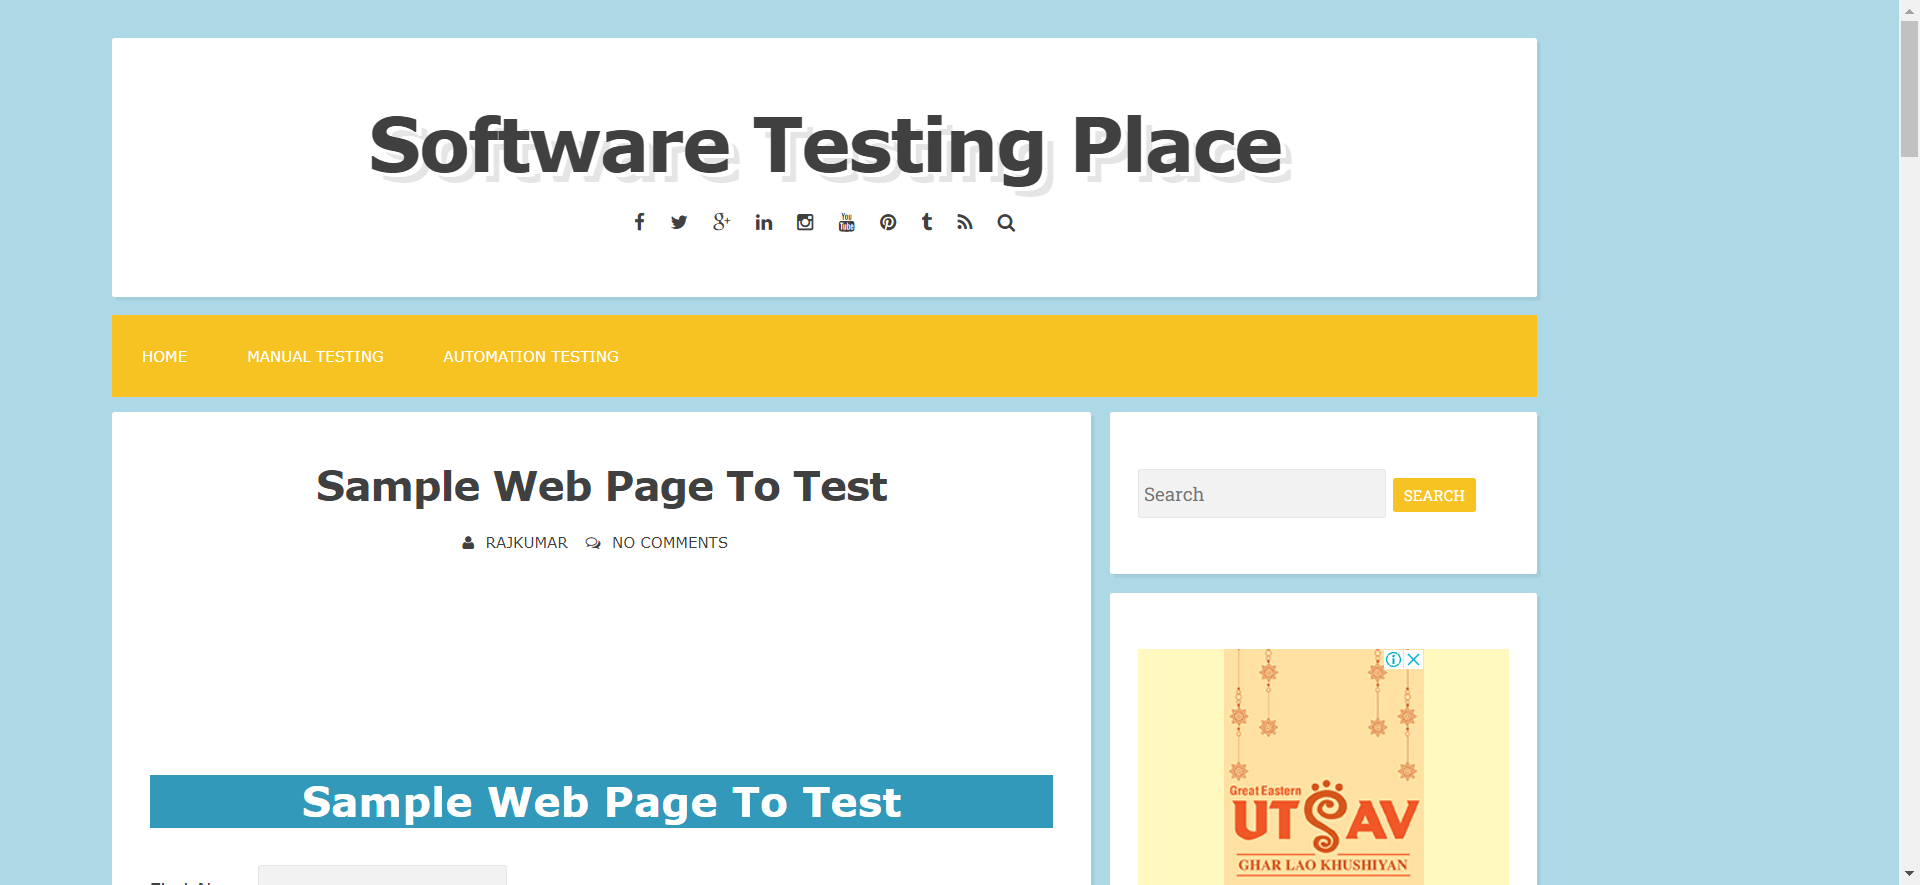 Software Testing Place
HOME MANUAL TESTING AUTOMATION TESTING
Sample Web Page To Test
RAJKUMAR NO COMMENTS
Sample Web Page To Test
Search SEARCH
Great Eastern
UTSAV
GHAR LAO KHUSHIYAN